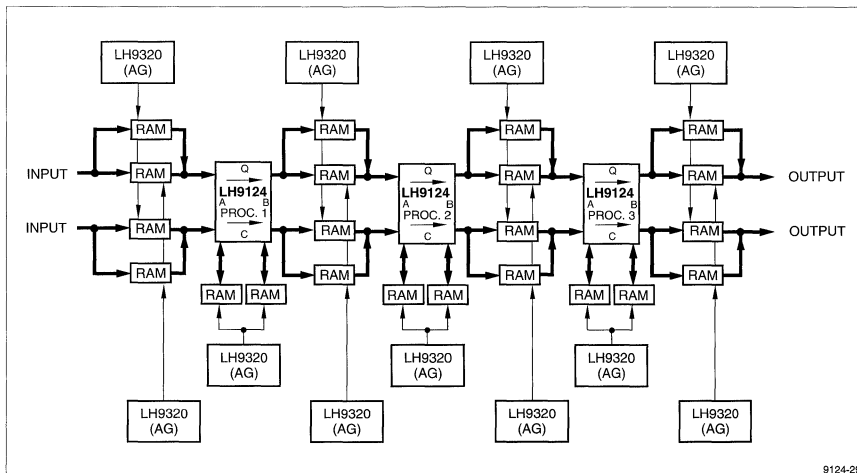 LH9320 LH9320 LH9320 LH9320
(AG) (AG) (AG) (AG)
RAM RAM RAM RAM
INPUT RAM Q RAM Q RAM Q RAM OUTPUT
LH9124 LH9124 LH9124
A B A B A B
INPUT RAM PROC. 1 RAM PROC. 2 RAM PROC. 3 RAM OUTPUT
C C C
RAM RAM RAM RAM
RAM RAM RAM RAM RAM RAM
LH9320 LH9320 LH9320
(AG) (AG) (AG)
LH9320 LH9320 LH9320 LH9320
(AG) (AG) (AG) (AG)
9124-29